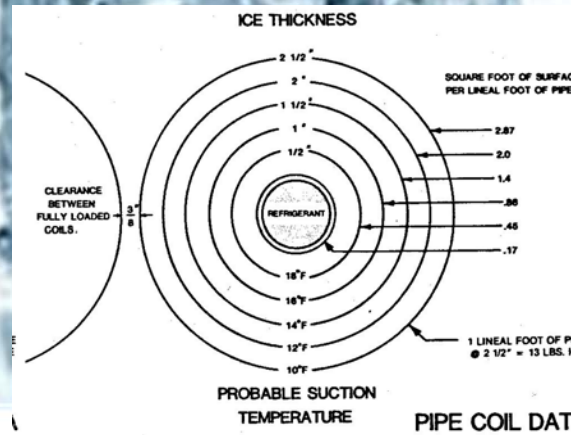 ICE THICKNESS
2 1/2"
2 "
1 1/2"
1 "
1/2"
SQUARE FOOT OF SURFAC
PER LINEAL FOOT OF PIPE
2.87
2.0
1.4
.86
.45
.17
CLEARANCE
BETWEEN
FULLY LOADED
COILS.
3"
8
REFRIGERANT
18°F
16°F
14°F
12°F
10°F
1 LINEAL FOOT OF P
@ 2 1/2" = 13 LBS.
PROBABLE SUCTION
TEMPERATURE
PIPE COIL DAT
A